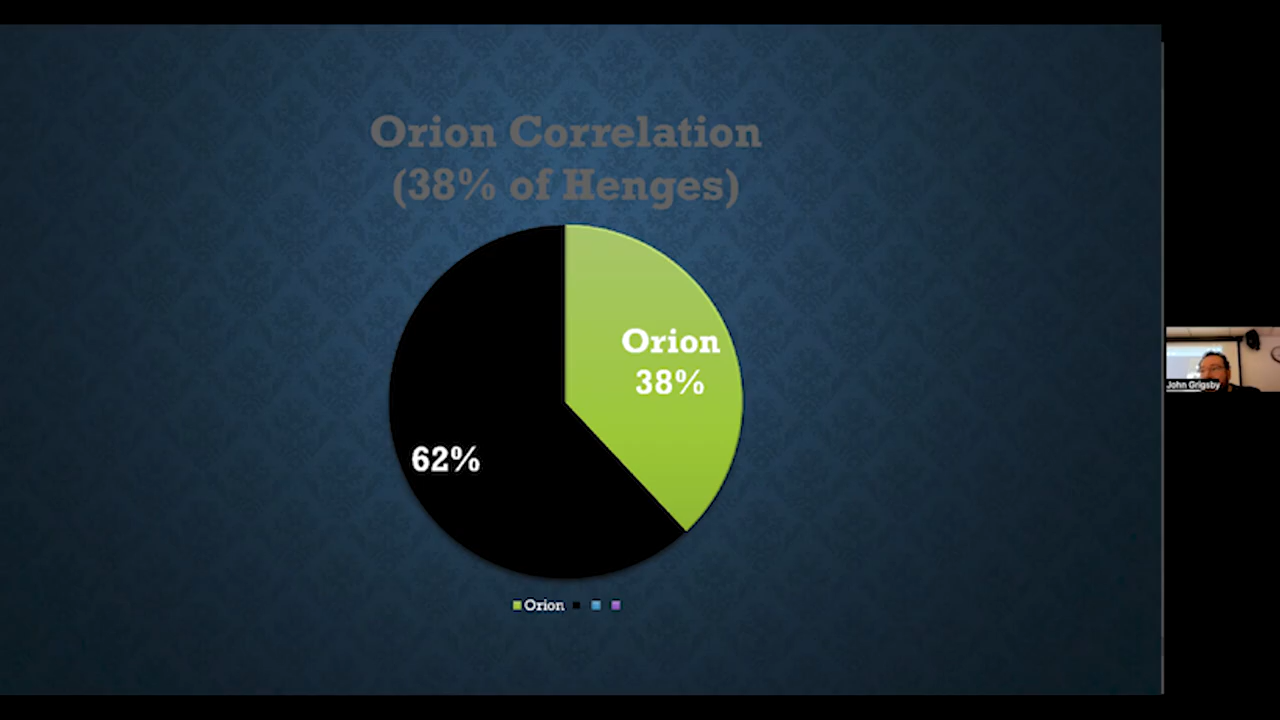 Orion Correlation
(38% of Henges)
Orion
38%
62%
Orion
John Grigsby